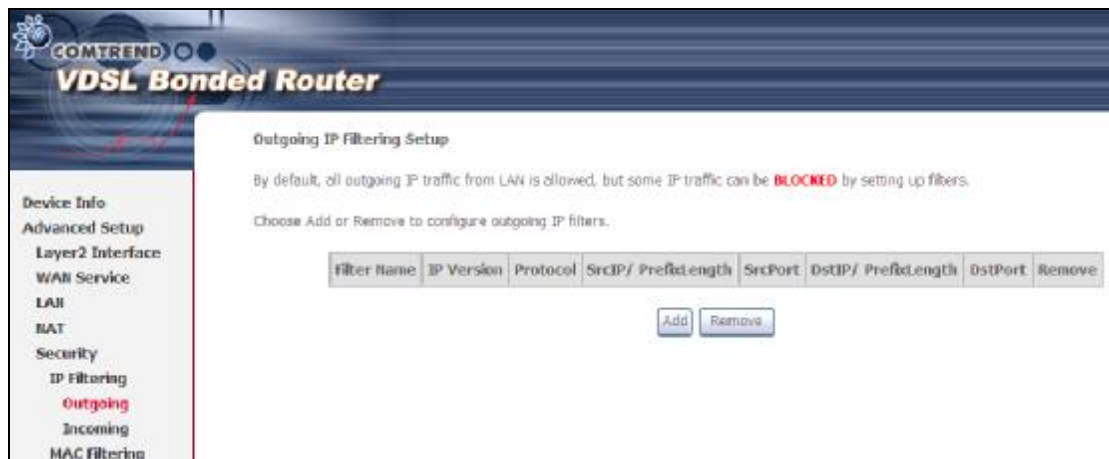 COMTREND
VDSL Bonded Router
Device Info
Advanced Setup
Layer2 Interface
WAN Service
LAN
NAT
Security
IP Filtering
Outgoing
Incoming
MAC Filtering
Outgoing IP Filtering Setup
By default, all outgoing IP traffic from LAN is allowed, but some IP traffic can be BLOCKED by setting up filters.
Choose Add or Remove to configure outgoing IP filters.
Filter Name IP Version Protocol SrcIP/ PrefixLength SrcPort DstIP/ PrefixLength DstPort Remove
Add Remove